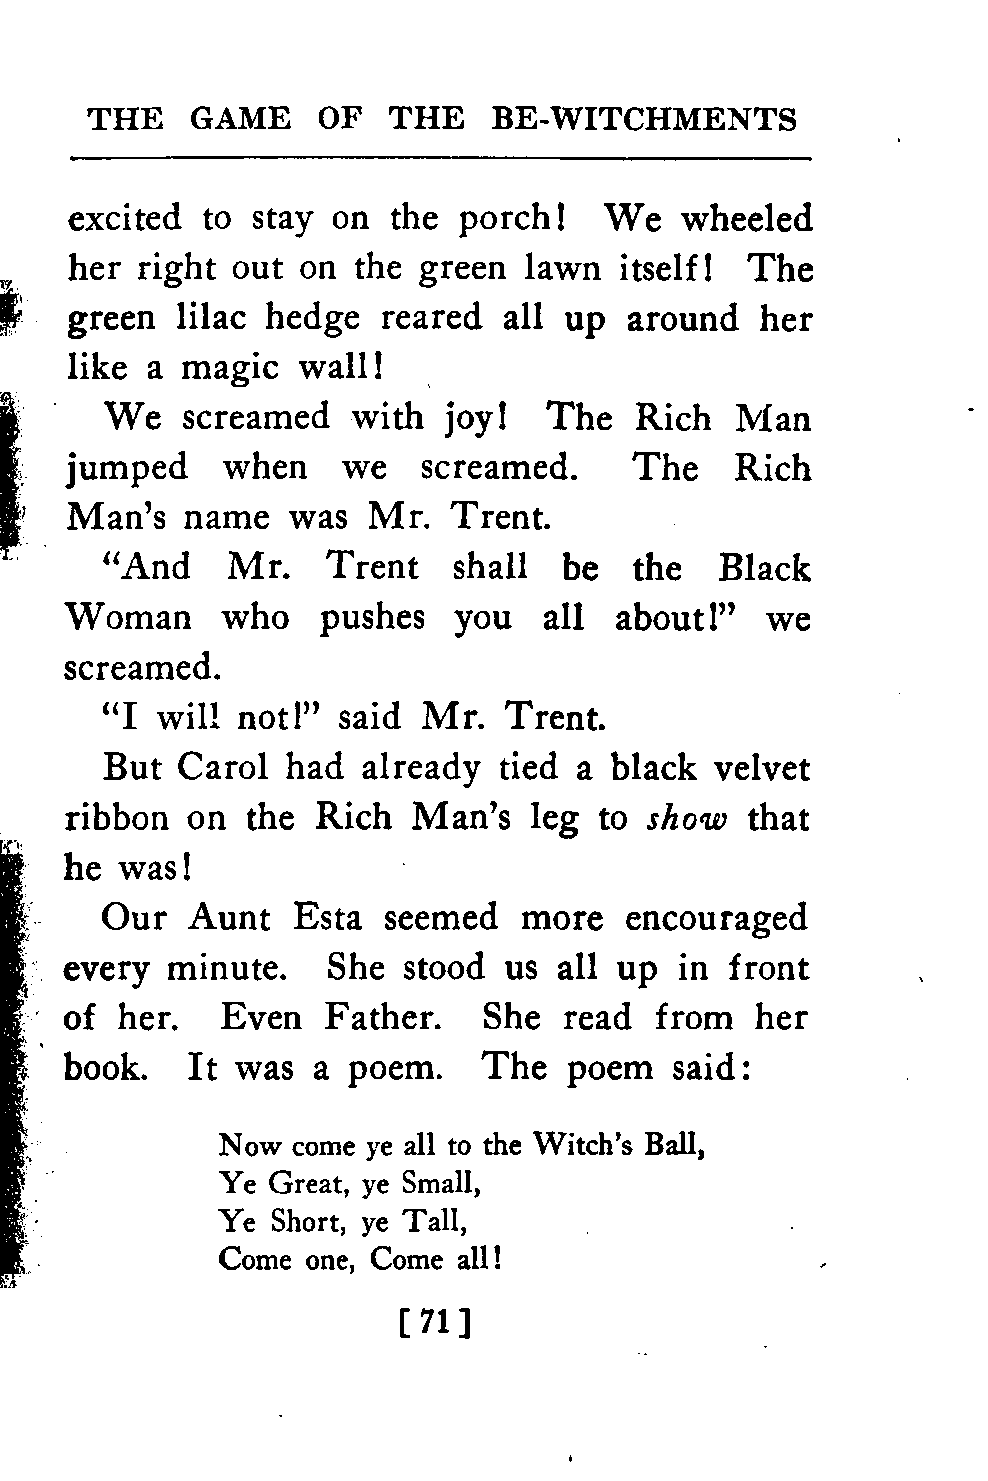 THE GAME OF THE BE-WITCHMENTS
excited to stay on the porch! We wheeled
her right out on the green lawn itself! The
green lilac hedge reared all up around her
like a magic wall!
We screamed with joy! The Rich Man
jumped when we screamed. The Rich
Man's name was Mr. Trent.
“And Mr. Trent shall be the Black
Woman who pushes you all about!” we
screamed.
“I will not!” said Mr. Trent.
But Carol had already tied a black velvet
ribbon on the Rich Man's leg to show that
he was!
Our Aunt Esta seemed more encouraged
every minute. She stood us all up in front
of her. Even Father. She read from her
book. It was a poem. The poem said:
Now come ye all to the Witch's Ball,
Ye Great, ye Small,
Ye Short, ye Tall,
Come one, Come all!
[71]